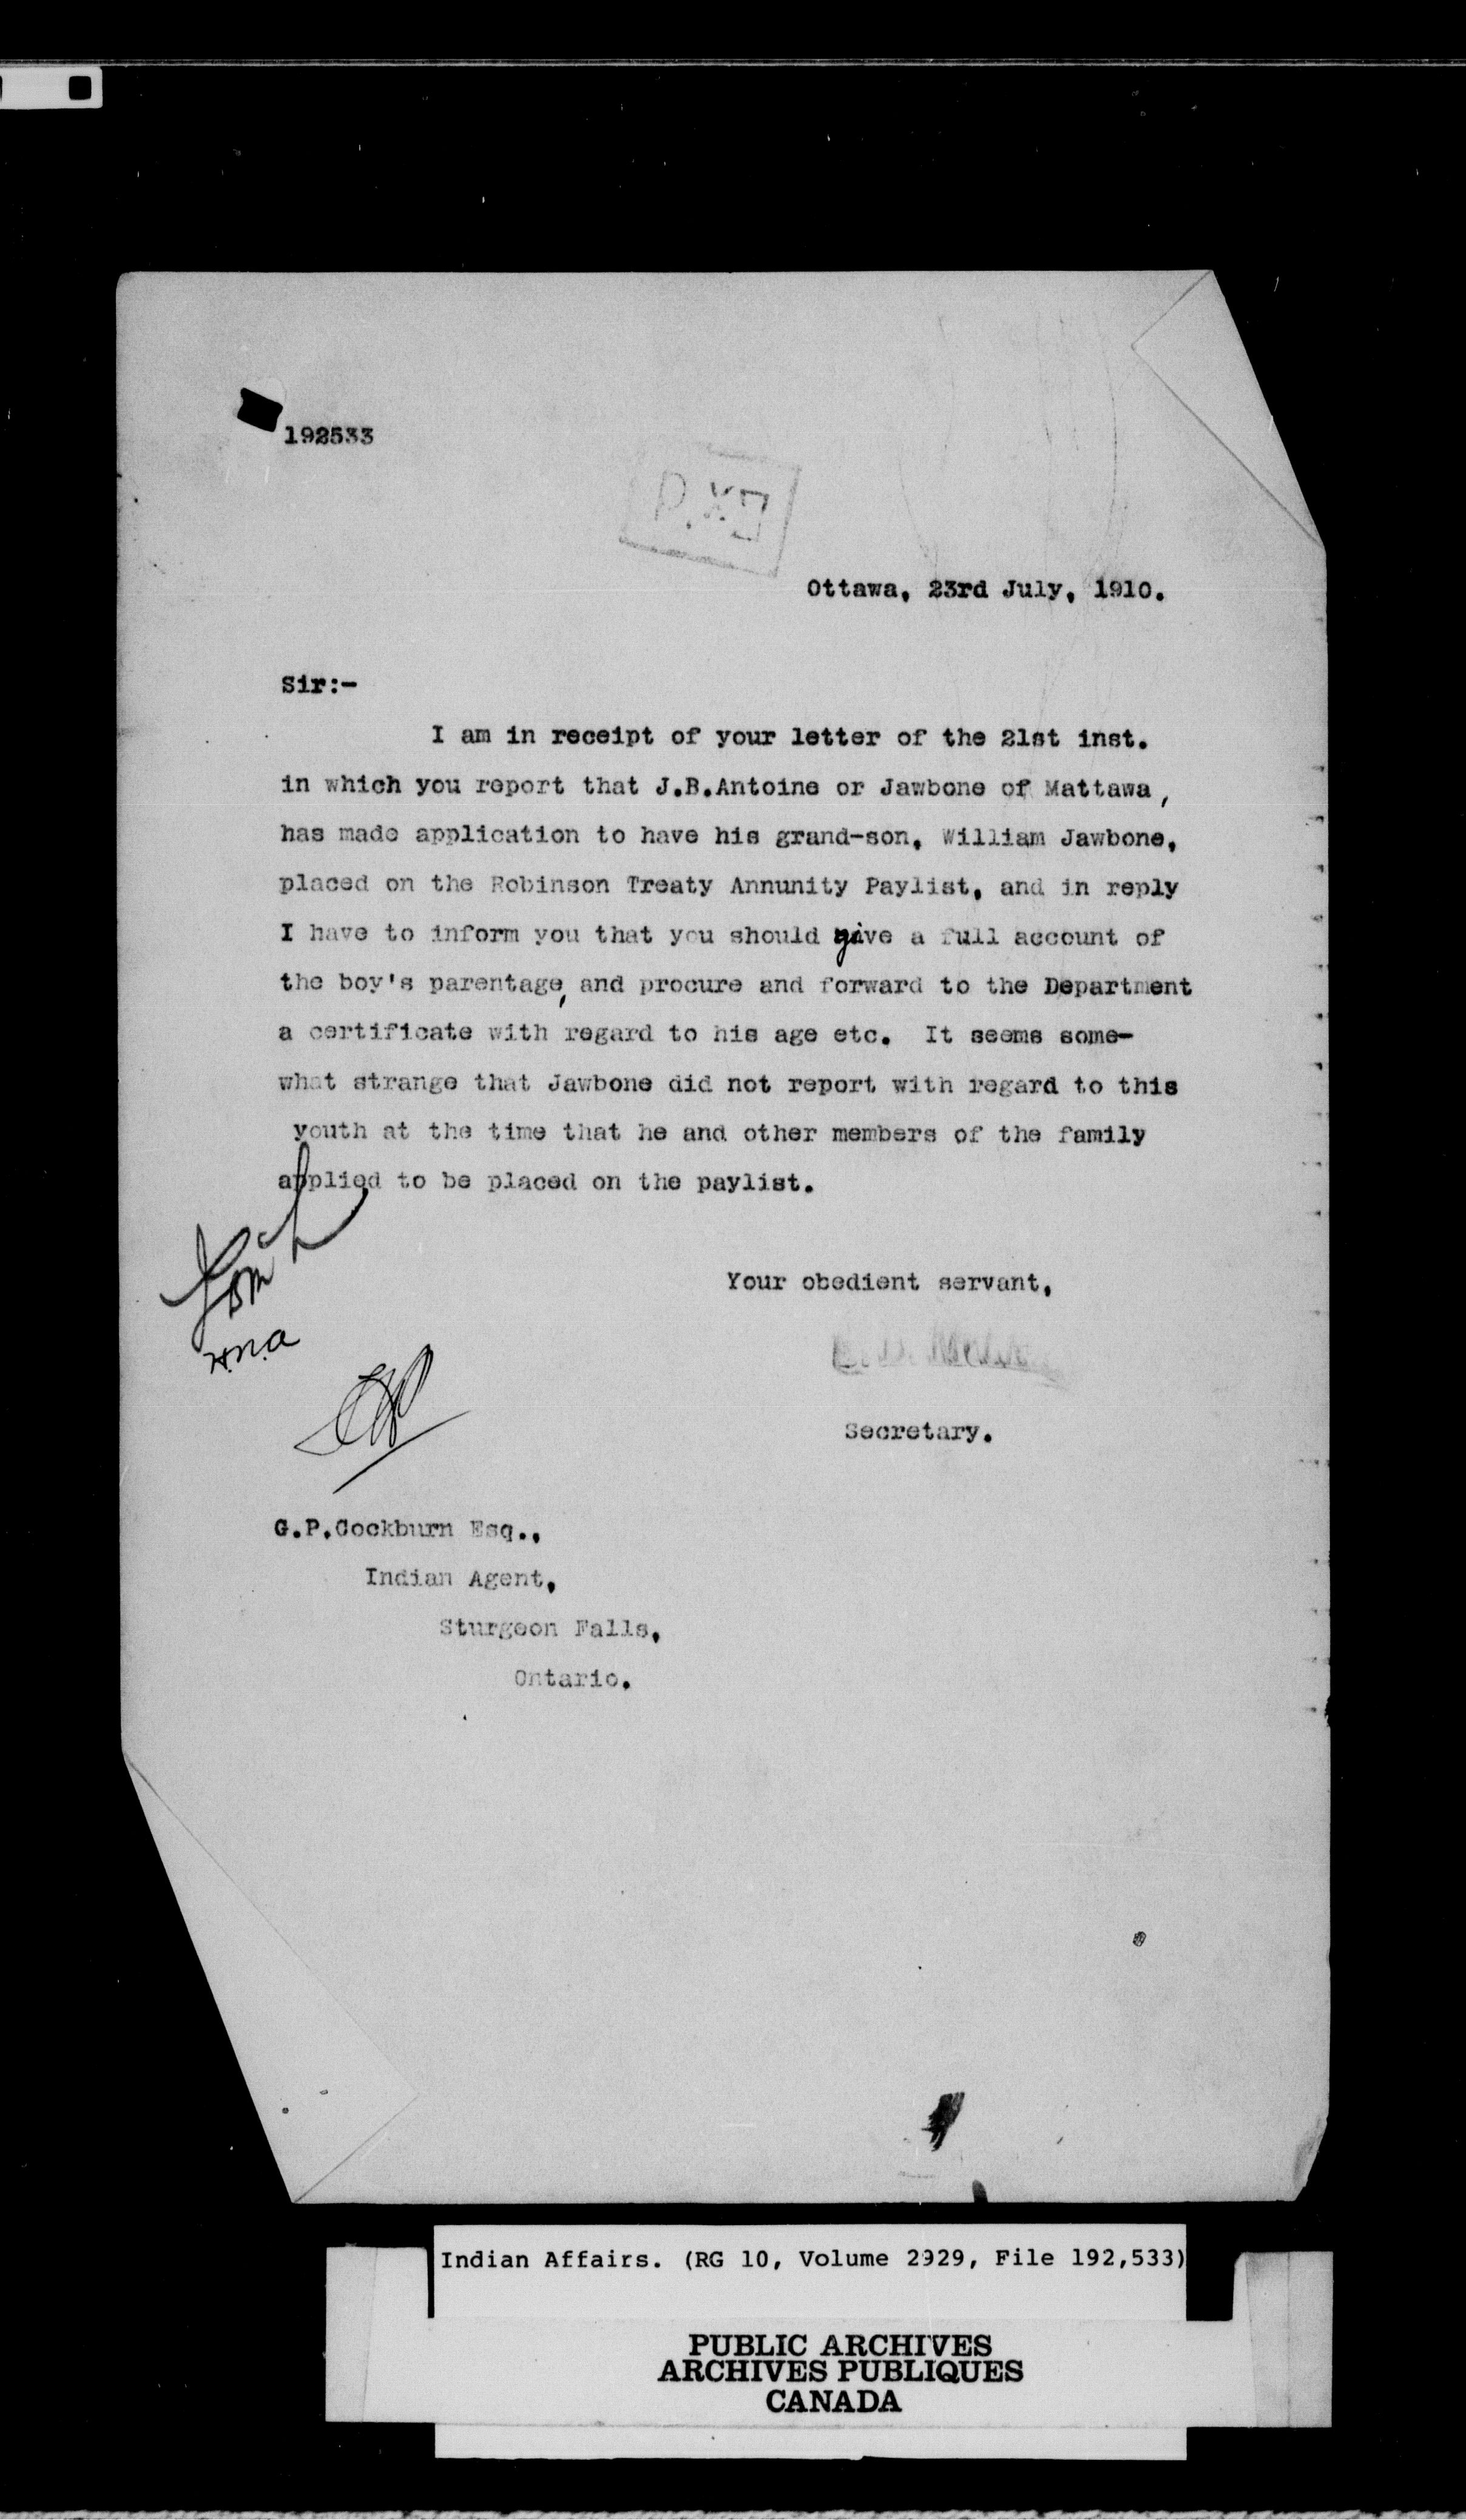 192533
Ottawa, 23rd July, 1910.
Sir:-
I am in receipt of your letter of the 21st inst.
in which you report that J.B.Antoine or Jawbone of Mattawa,
has made application to have his grand-son, William Jawbone,
placed on the Robinson Treaty Annunity Paylist, and in reply
I have to inform you that you should give a full account of
the boy's parentage, and procure and forward to the Department
a certificate with regard to his age etc. It seems some-
what strange that Jawbone did not report with regard to this
youth at the time that he and other members of the family
applied to be placed on the paylist.
Your obedient servant,
Secretary.
G.P.Cockburn Esq.,
Indian Agent,
Sturgeon Falls,
Ontario.
Indian Affairs. (RG 10, Volume 2929, File 192,533)
PUBLIC ARCHIVES
ARCHIVES PUBLIQUES
CANADA